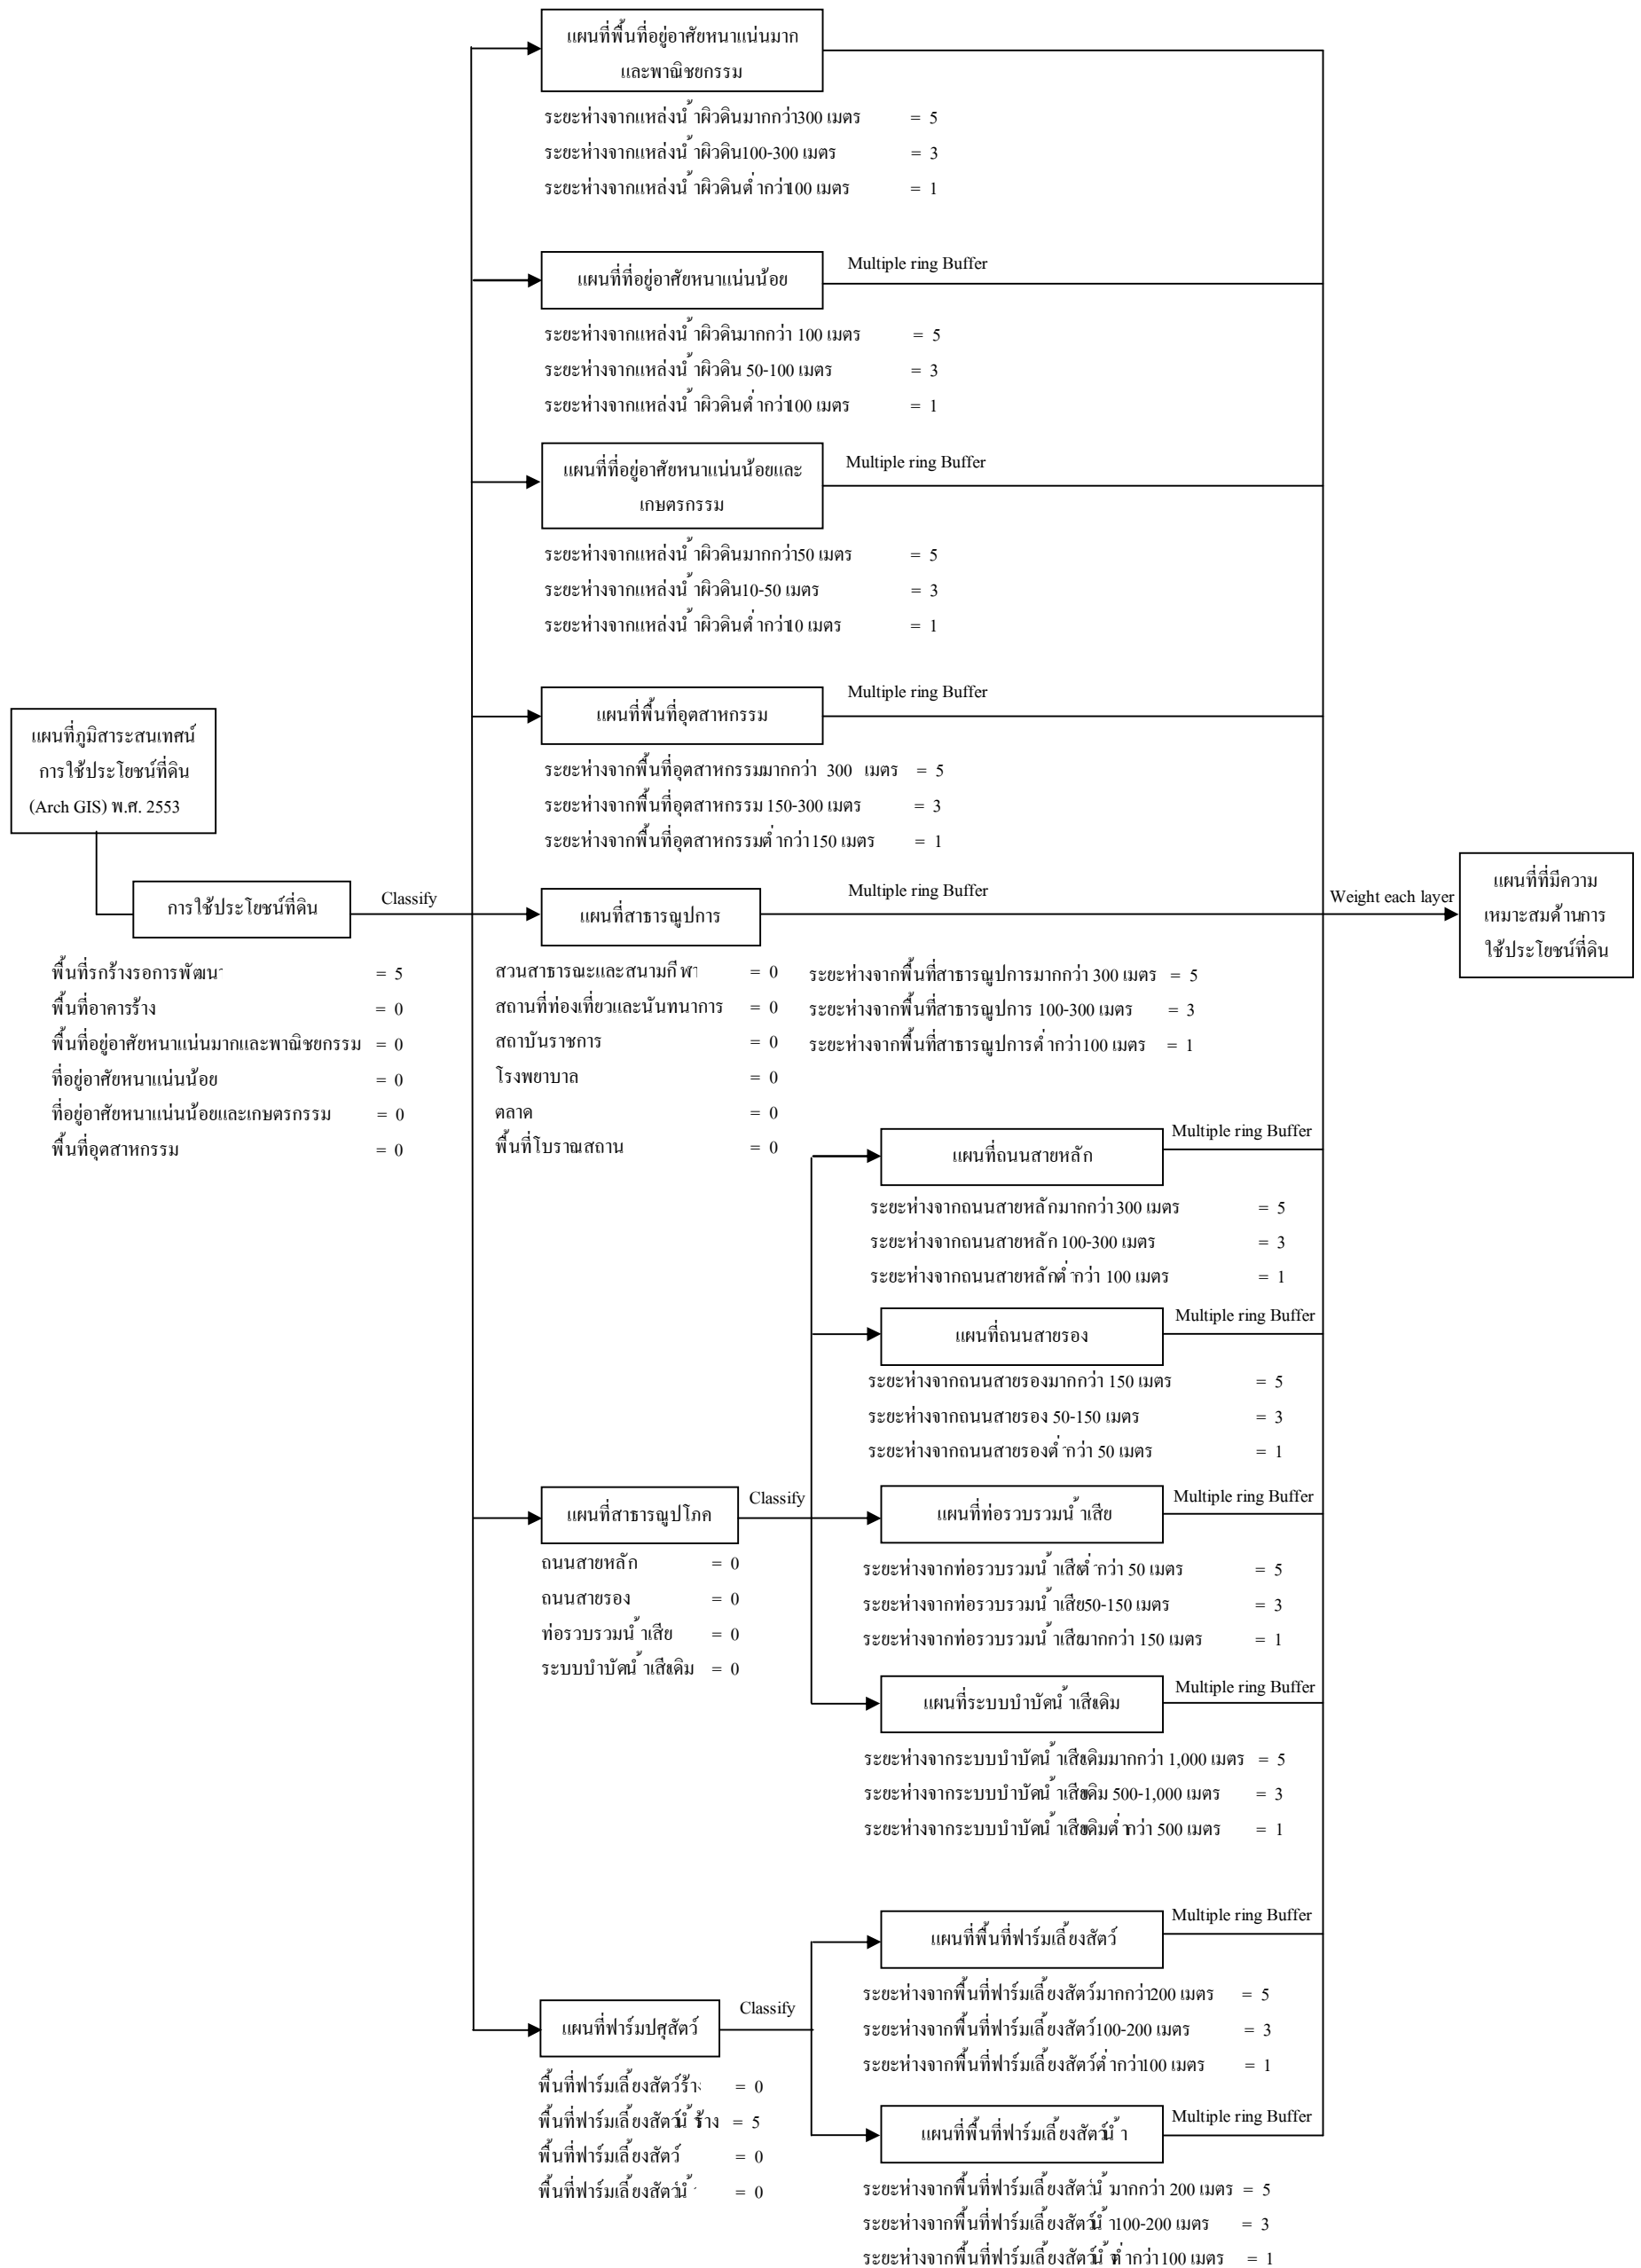 แผนที่พื้นที่อยู่อาศัยหนาแน่นมาก
และพาณิชยกรรม
ระยะห่างจากแหล่งน้ำผิวดินมากกว่า300 เมตร = 5
ระยะห่างจากแหล่งน้ำผิวดิน100-300 เมตร = 3
ระยะห่างจากแหล่งน้ำผิวดินต่ำกว่า100 เมตร = 1
แผนที่ที่อยู่อาศัยหนาแน่นน้อย
Multiple ring Buffer
ระยะห่างจากแหล่งน้ำผิวดินมากกว่า 100 เมตร = 5
ระยะห่างจากแหล่งน้ำผิวดิน 50-100 เมตร = 3
ระยะห่างจากแหล่งน้ำผิวดินต่ำกว่า100 เมตร = 1
แผนที่ที่อยู่อาศัยหนาแน่นน้อยและ
เกษตรกรรม
Multiple ring Buffer
ระยะห่างจากแหล่งน้ำผิวดินมากกว่า50 เมตร = 5
ระยะห่างจากแหล่งน้ำผิวดิน10-50 เมตร = 3
ระยะห่างจากแหล่งน้ำผิวดินต่ำกว่า10 เมตร = 1
แผนที่พื้นที่อุตสาหกรรม
Multiple ring Buffer
ระยะห่างจากพื้นที่อุตสาหกรรมมากกว่า 300 เมตร = 5
ระยะห่างจากพื้นที่อุตสาหกรรม 150-300 เมตร = 3
ระยะห่างจากพื้นที่อุตสาหกรรมต่ำกว่า150 เมตร = 1
แผนที่ภูมิสาระสนเทศน์
การใช้ประโยชน์ที่ดิน
(Arch GIS) พ.ศ. 2553
การใช้ประโยชน์ที่ดิน
Classify
พื้นที่รกร้างรอการพัฒนา = 5
พื้นที่อาคารร้าง = 0
พื้นที่อยู่อาศัยหนาแน่นมากและพาณิชยกรรม = 0
ที่อยู่อาศัยหนาแน่นน้อย = 0
ที่อยู่อาศัยหนาแน่นน้อยและเกษตรกรรม = 0
พื้นที่อุตสาหกรรม = 0
แผนที่สาธารณูปการ
Multiple ring Buffer
สวนสาธารณะและสนามกีฬา = 0
สถานที่ท่องเที่ยวและนันทนาการ = 0
สถาบันราชการ = 0
โรงพยาบาล = 0
ตลาด = 0
พื้นที่โบราณสถาน = 0
ระยะห่างจากพื้นที่สาธารณูปการมากกว่า 300 เมตร = 5
ระยะห่างจากพื้นที่สาธารณูปการ 100-300 เมตร = 3
ระยะห่างจากพื้นที่สาธารณูปการต่ำกว่า100 เมตร = 1
Weight each layer
แผนที่ที่มีความ
เหมาะสมด้านการ
ใช้ประโยชน์ที่ดิน
แผนที่สาธารณูปโภค
Classify
ถนนสายหลัก = 0
ถนนสายรอง = 0
ท่อรวบรวมน้ำเสีย = 0
ระบบบำบัดน้ำเสียเดิม = 0
แผนที่ถนนสายหลัก
Multiple ring Buffer
ระยะห่างจากถนนสายหลักมากกว่า 300 เมตร = 5
ระยะห่างจากถนนสายหลัก 100-300 เมตร = 3
ระยะห่างจากถนนสายหลักต่ำกว่า 100 เมตร = 1
แผนที่ถนนสายรอง
Multiple ring Buffer
ระยะห่างจากถนนสายรองมากกว่า 150 เมตร = 5
ระยะห่างจากถนนสายรอง 50-150 เมตร = 3
ระยะห่างจากถนนสายรองต่ำกว่า 50 เมตร = 1
แผนที่ท่อรวบรวมน้ำเสีย
Multiple ring Buffer
ระยะห่างจากท่อรวบรวมน้ำเสียต่ำกว่า 50 เมตร = 5
ระยะห่างจากท่อรวบรวมน้ำเสีย50-150 เมตร = 3
ระยะห่างจากท่อรวบรวมน้ำเสียมากกว่า 150 เมตร = 1
แผนที่ระบบบำบัดน้ำเสียเดิม
Multiple ring Buffer
ระยะห่างจากระบบบำบัดน้ำเสียเดิมมากกว่า 1,000 เมตร = 5
ระยะห่างจากระบบบำบัดน้ำเสียเดิม 500-1,000 เมตร = 3
ระยะห่างจากระบบบำบัดน้ำเสียเดิมต่ำกว่า 500 เมตร = 1
แผนที่ฟาร์มปศุสัตว์
Classify
พื้นที่ฟาร์มเลี้ยงสัตว์ร้าง = 0
พื้นที่ฟาร์มเลี้ยงสัตว์น้ำร้าง = 5
พื้นที่ฟาร์มเลี้ยงสัตว์ = 0
พื้นที่ฟาร์มเลี้ยงสัตว์น้ำ = 0
แผนที่พื้นที่ฟาร์มเลี้ยงสัตว์
Multiple ring Buffer
ระยะห่างจากพื้นที่ฟาร์มเลี้ยงสัตว์มากกว่า200 เมตร = 5
ระยะห่างจากพื้นที่ฟาร์มเลี้ยงสัตว์100-200 เมตร = 3
ระยะห่างจากพื้นที่ฟาร์มเลี้ยงสัตว์ต่ำกว่า100 เมตร = 1
แผนที่พื้นที่ฟาร์มเลี้ยงสัตว์น้ำ
Multiple ring Buffer
ระยะห่างจากพื้นที่ฟาร์มเลี้ยงสัตว์น้ำมากกว่า 200 เมตร = 5
ระยะห่างจากพื้นที่ฟาร์มเลี้ยงสัตว์น้ำ100-200 เมตร = 3
ระยะห่างจากพื้นที่ฟาร์มเลี้ยงสัตว์น้ำต่ำกว่า100 เมตร = 1